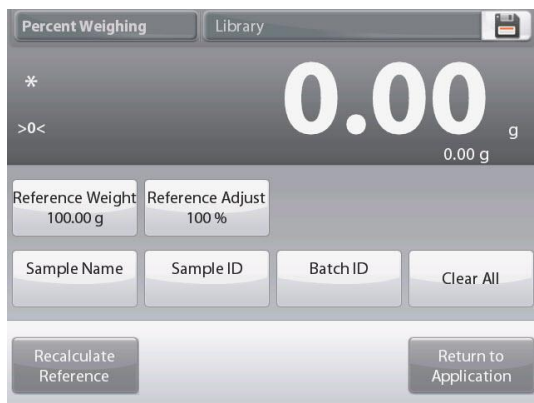 Percent Weighing
Library
*
0.00 g
>0<
0.00 g
Reference Weight
100.00 g
Reference Adjust
100 %
Sample Name
Sample ID
Batch ID
Clear All
Recalculate
Reference
Return to
Application